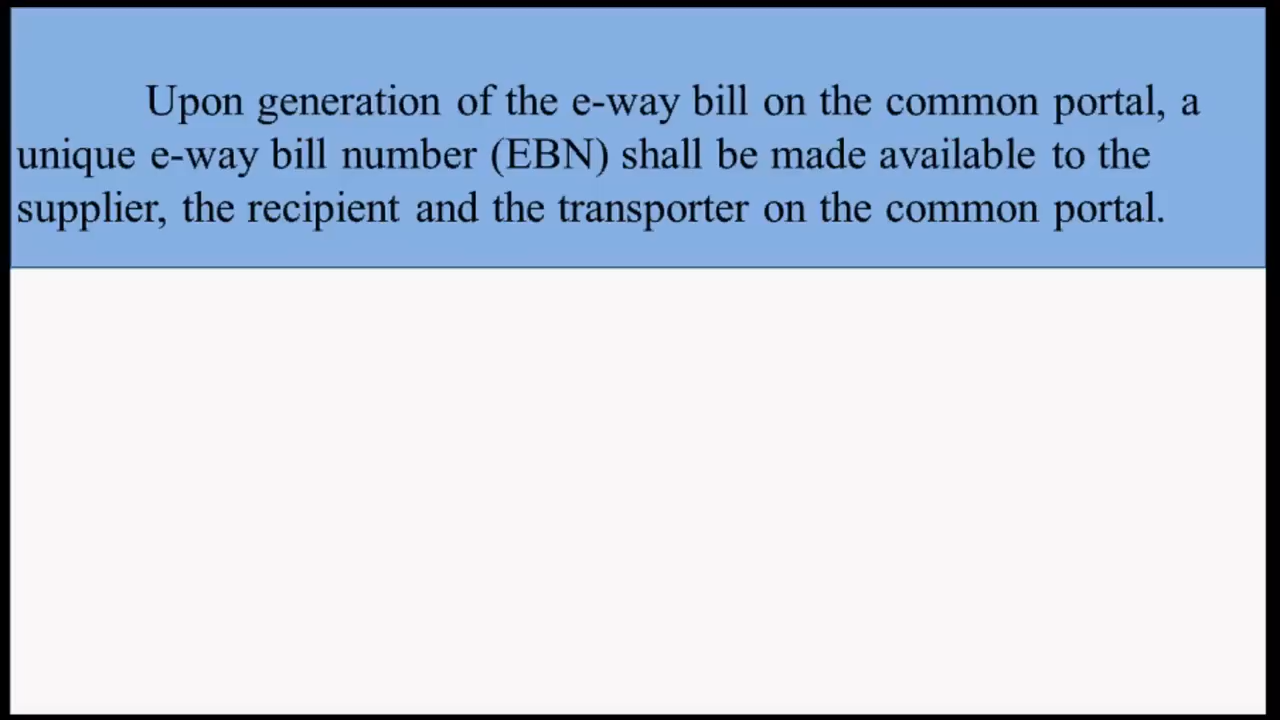 Upon generation of the e-way bill on the common portal, a
unique e-way bill number (EBN) shall be made available to the
supplier, the recipient and the transporter on the common portal.